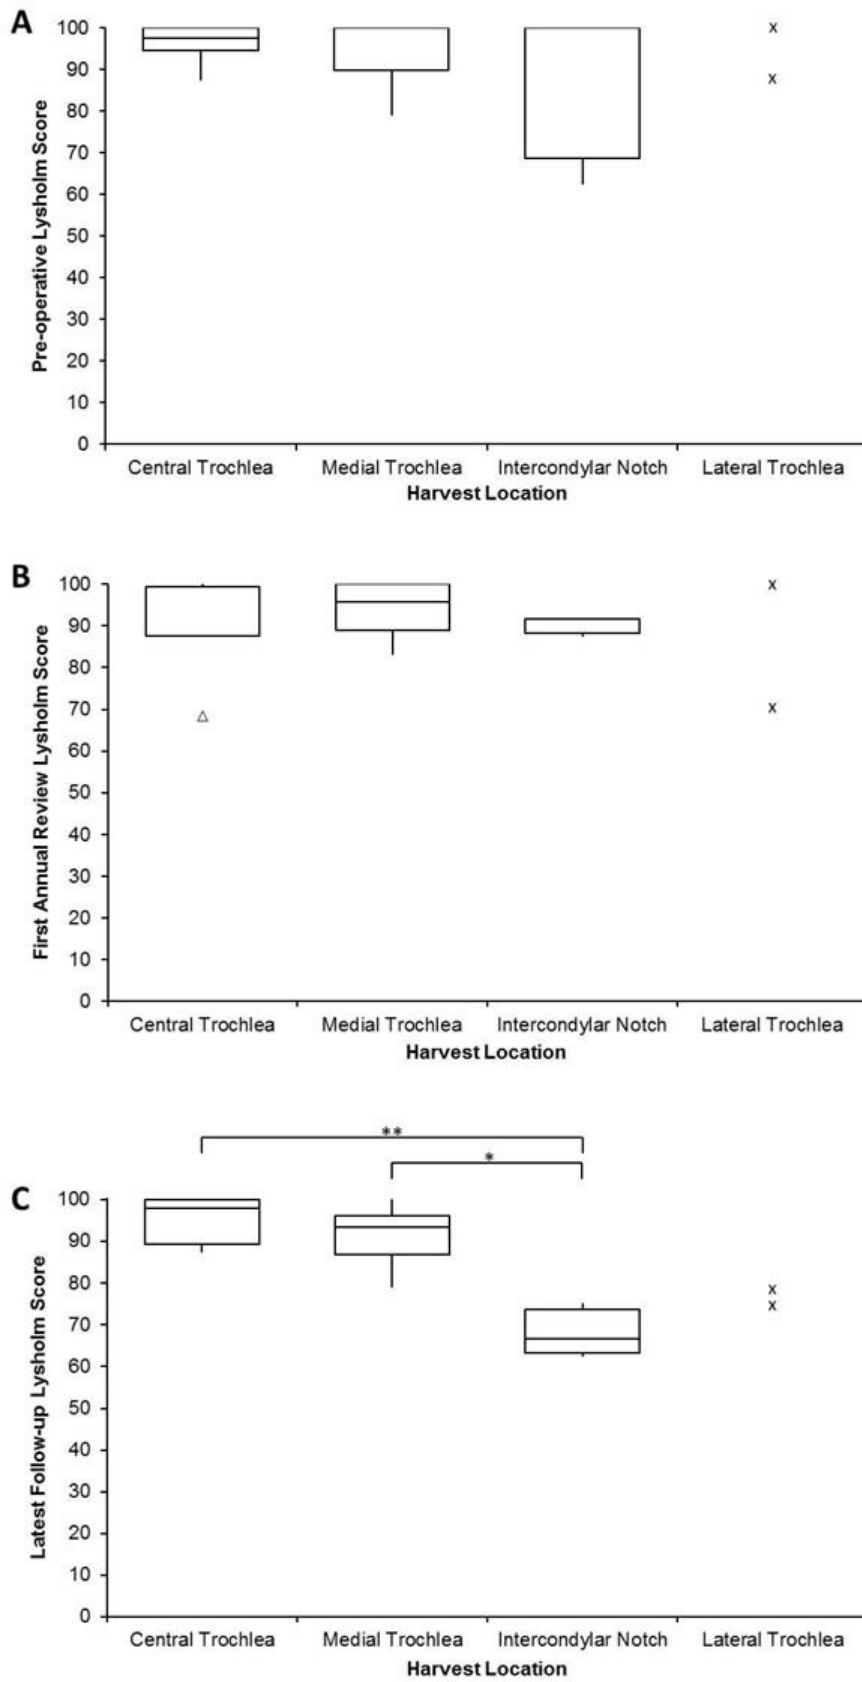 A
Pre-operative Lysholm Score
100
90
80
70
60
50
40
30
20
10
0
x
x
Central Trochlea Medial Trochlea Intercondylar Notch Lateral Trochlea
Harvest Location
B
First Annual Review Lysholm Score
100
90
80
70
60
50
40
30
20
10
0
x
x
Central Trochlea Medial Trochlea Intercondylar Notch Lateral Trochlea
Harvest Location
**
*
C
Latest Follow-up Lysholm Score
100
90
80
70
60
50
40
30
20
10
0
x
x
Central Trochlea Medial Trochlea Intercondylar Notch Lateral Trochlea
Harvest Location